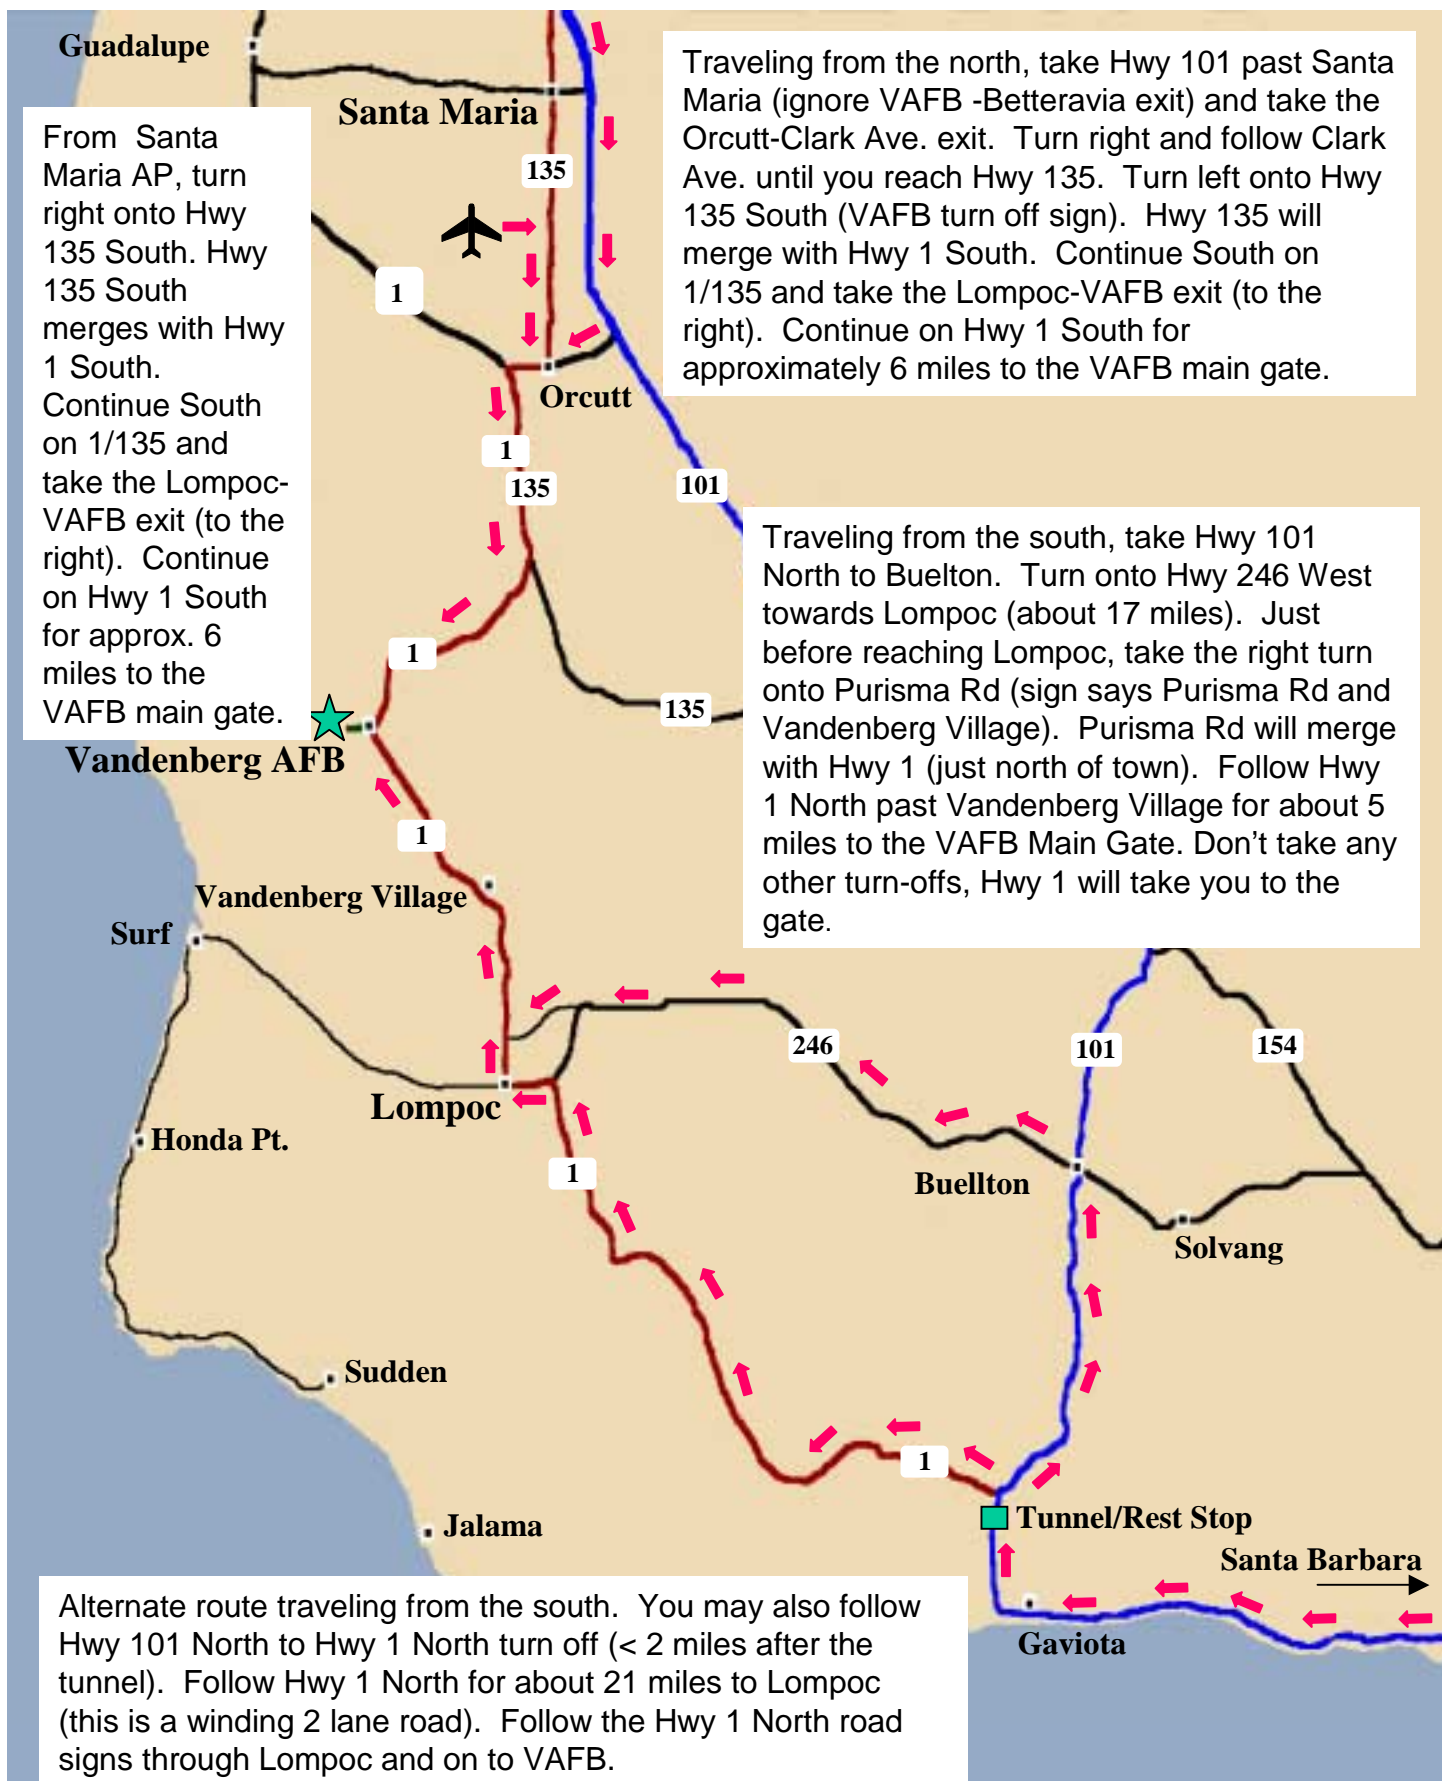 Guadalupe
Santa Maria
Traveling from the north, take Hwy 101 past Santa
Maria (ignore VAFB -Betteravia exit) and take the
Orcutt-Clark Ave. exit.  Turn right and follow Clark
Ave. until you reach Hwy 135.  Turn left onto Hwy
135 South (VAFB turn off sign).  Hwy 135 will
merge with Hwy 1 South.  Continue South on
1/135 and take the Lompoc-VAFB exit (to the
right).  Continue on Hwy 1 South for
approximately 6 miles to the VAFB main gate.
From  Santa
Maria AP, turn
right onto Hwy
135 South. Hwy
135 South
merges with Hwy
1 South.
Continue South
on 1/135 and
take the Lompoc-
VAFB exit (to the
right).  Continue
on Hwy 1 South
for approx. 6
miles to the
VAFB main gate.
135
1
Orcutt
1
135
101
Traveling from the south, take Hwy 101
North to Buelton.  Turn onto Hwy 246 West
towards Lompoc (about 17 miles).  Just
before reaching Lompoc, take the right turn
onto Purisma Rd (sign says Purisma Rd and
Vandenberg Village).  Purisma Rd will merge
with Hwy 1 (just north of town).  Follow Hwy
1 North past Vandenberg Village for about 5
miles to the VAFB Main Gate. Don't take any
other turn-offs, Hwy 1 will take you to the
gate.
1
135
Vandenberg AFB
1
Vandenberg Village
Surf
246
101
154
Lompoc
Honda Pt.
1
Buellton
Solvang
Sudden
1
Tunnel/Rest Stop
Jalama
Santa Barbara
Gaviota
Alternate route traveling from the south.  You may also follow
Hwy 101 North to Hwy 1 North turn off (< 2 miles after the
tunnel).  Follow Hwy 1 North for about 21 miles to Lompoc
(this is a winding 2 lane road).  Follow the Hwy 1 North road
signs through Lompoc and on to VAFB.